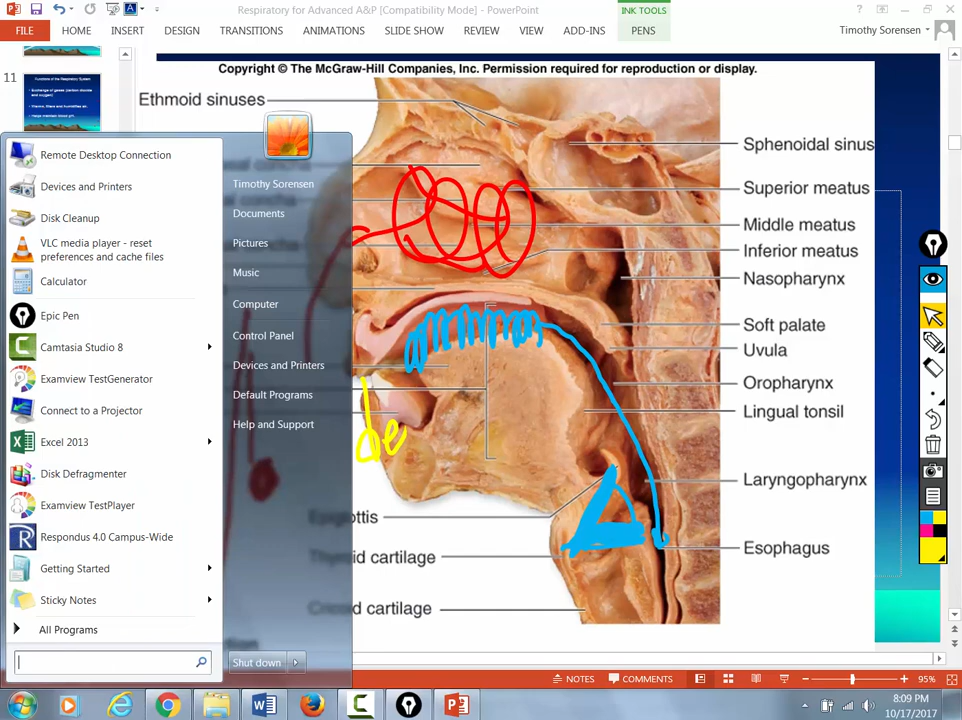 Respiratory for Advanced A&P [Compatibility Mode] - PowerPoint
INK TOOLS
FILE HOME INSERT DESIGN TRANSITIONS ANIMATIONS SLIDE SHOW REVIEW VIEW ADD-INS PENS
Timothy Sorensen
11
Functions of the Respiratory System
Copyright © The McGraw-Hill Companies, Inc. Permission required for reproduction or display.
Ethmoid sinuses
Sphenoidal sinus
Superior meatus
Middle meatus
Inferior meatus
Nasopharynx
Soft palate
Uvula
Oropharynx
Lingual tonsil
Laryngopharynx
Esophagus
Epiglottis
Thyroid cartilage
Cricoid cartilage
de
Remote Desktop Connection
Devices and Printers
Disk Cleanup
VLC media player - reset
preferences and cache files
Calculator
Epic Pen
Camtasia Studio 8
Examview TestGenerator
Connect to a Projector
Excel 2013
Disk Defragmenter
Examview TestPlayer
Respondus 4.0 Campus-Wide
Getting Started
Sticky Notes
All Programs
Timothy Sorensen
Documents
Pictures
Music
Computer
Control Panel
Devices and Printers
Default Programs
Help and Support
Shut down
NOTES
COMMENTS
95%
8:09 PM
10/17/2017